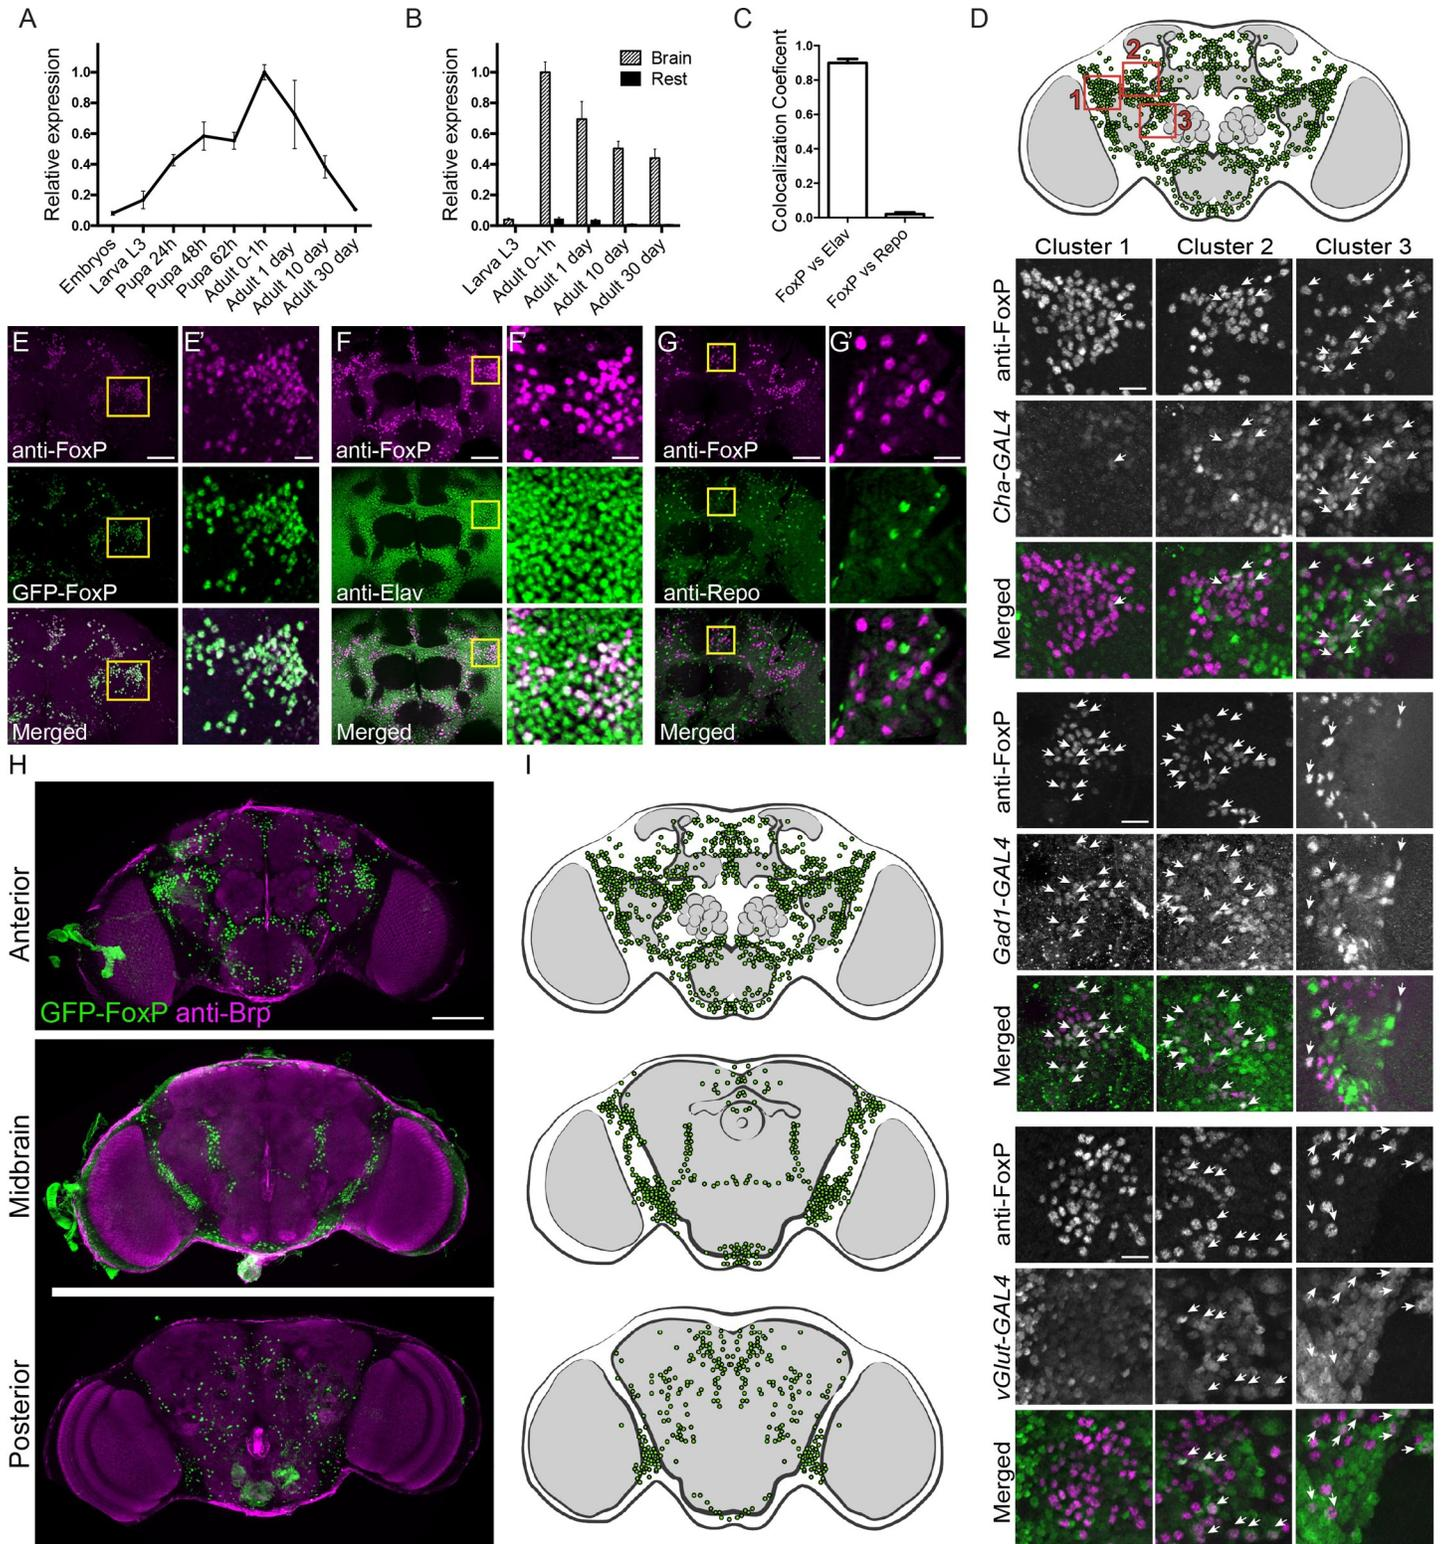 A
Relative expression
1.0
0.8
0.6
0.4
0.2
0.0
Embryos
Larva L3
Pupa 24h
Pupa 48h
Pupa 62h
Adult 0-1h
Adult 1 day
Adult 10 day
Adult 30 day
B
Relative expression
1.0
0.8
0.6
0.4
0.2
0.0
Brain
Rest
Larva L3
Adult 0-1h
Adult 1 day
Adult 10 day
Adult 30 day
C
Colocalization Coeficent
1.0
0.8
0.6
0.4
0.2
0.0
FoxP vs Elav
FoxP vs Repo
D
1
2
3
Cluster 1
Cluster 2
Cluster 3
anti-FoxP
Cha-GAL4
Merged
anti-FoxP
Gad1-GAL4
Merged
anti-FoxP
vGlut-GAL4
Merged
E
anti-FoxP
E'
GFP-FoxP
Merged
F
anti-FoxP
F'
anti-Elav
Merged
G
anti-FoxP
G'
anti-Repo
Merged
H
Anterior
GFP-FoxP anti-Brp
Midbrain
Posterior
I